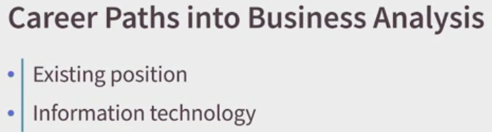 Career Paths into Business Analysis
• Existing position
• Information technology